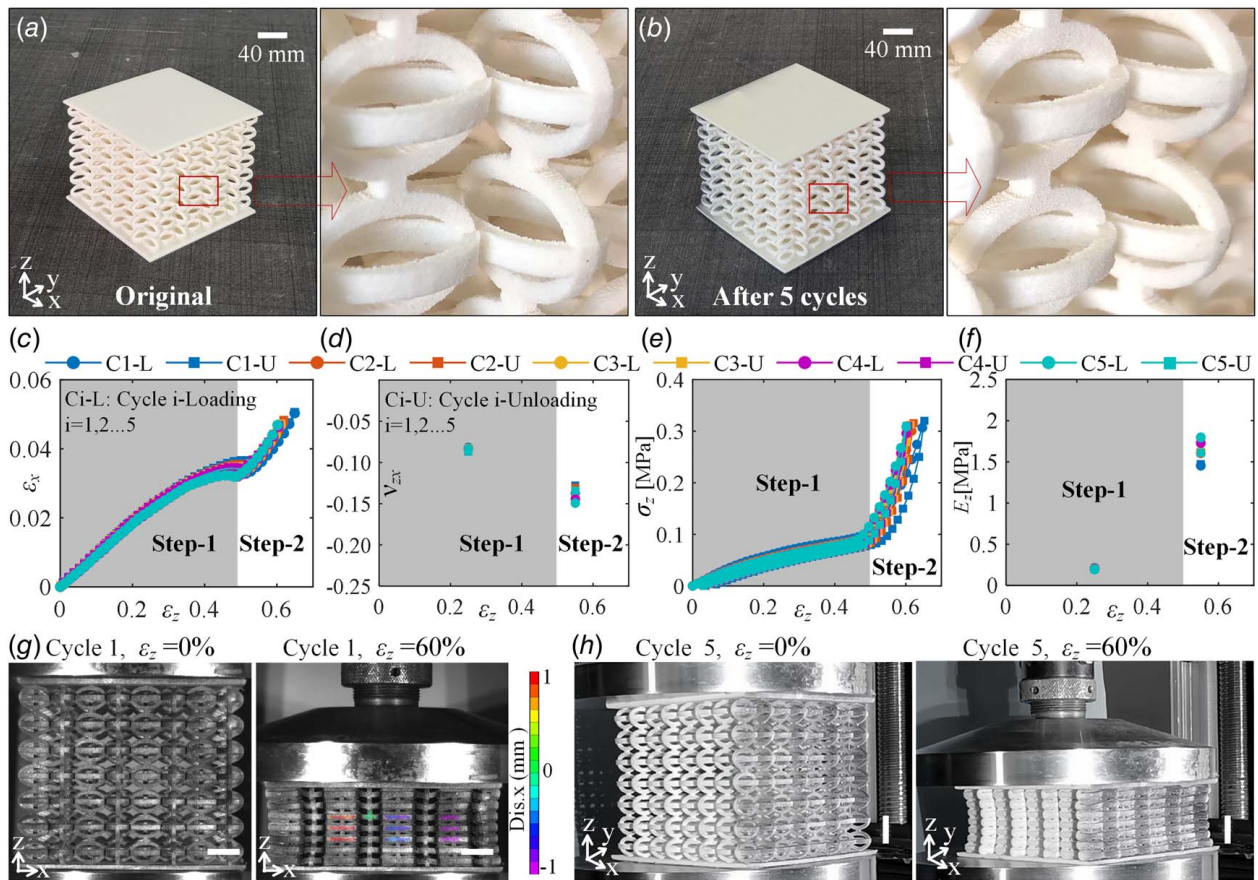 (a)
40 mm
z
y
x
Original
(b)
40 mm
z
y
x
After 5 cycles
(c)
(d)
(e)
(f)
C1-L C1-U C2-L C2-U C3-L C3-U C4-L C4-U C5-L C5-U
0.06
0.04
0.02
0
εx
Ci-L: Cycle i-Loading
i=1,2...5
Step-1
Step-2
0 0.2 0.4 0.6
εz
-0.05
-0.10
-0.15
-0.20
-0.25
νzx
Ci-U: Cycle i-Unloading
i=1,2...5
Step-1
Step-2
0 0.2 0.4 0.6
εz
0.4
0.3
0.2
0.1
0
σz [MPa]
Step-1
Step-2
0 0.2 0.4 0.6
εz
2.5
2
1.5
1
0.5
0
Ez[MPa]
Step-1
Step-2
0 0.2 0.4 0.6
εz
(g) Cycle 1, εz =0%
Cycle 1, εz =60%
z
x
z
x
1
0
-1
Dis.x (mm)
(h) Cycle 5, εz =0%
Cycle 5, εz =60%
z
y
x
z
y
x